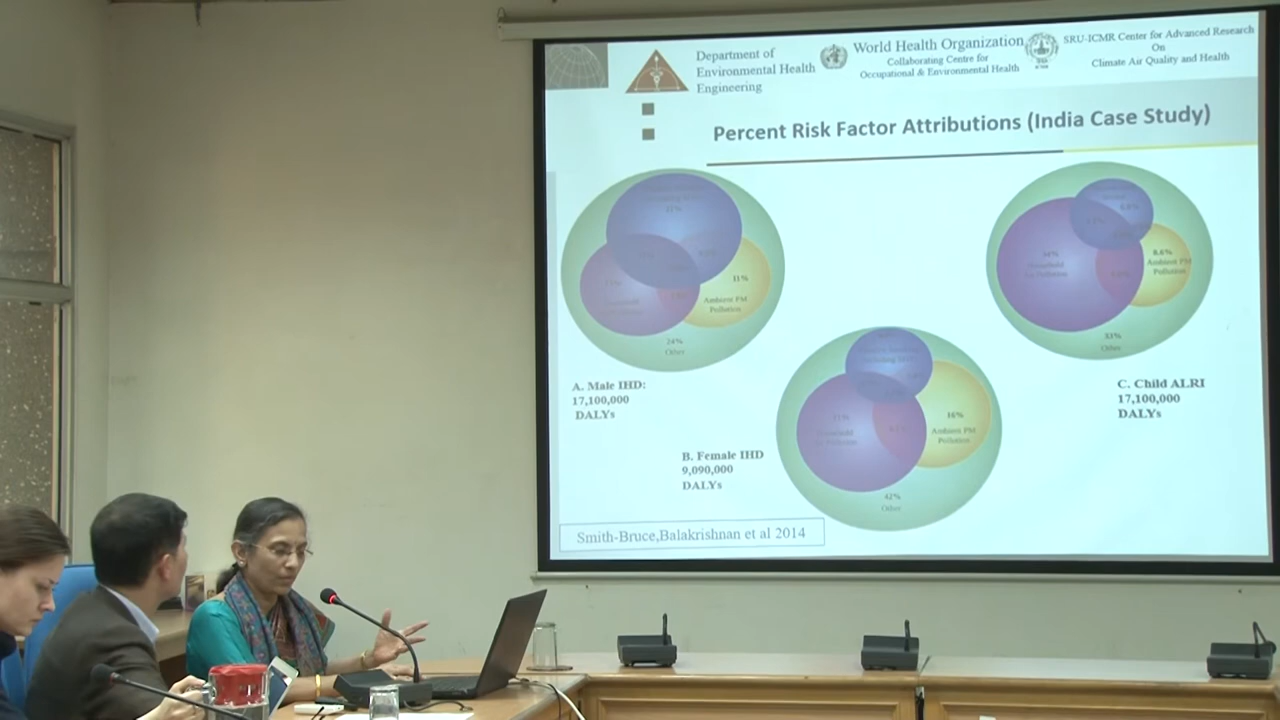 Department of
Environmental Health
Engineering
World Health Organization
Collaborating Centre for
Occupational & Environmental Health
SRU-ICMR Center for Advanced Research
On
Climate Air Quality and Health
Percent Risk Factor Attributions (India Case Study)
11%
Ambient PM
Pollution
24%
Other
A. Male IHD:
17,100,000
DALYs
8.6%
Ambient PM
Pollution
33%
Other
C. Child ALRI
17,100,000
DALYs
16%
Ambient PM
Pollution
42%
Other
B. Female IHD
9,090,000
DALYs
Smith-Bruce,Balakrishnan et al 2014